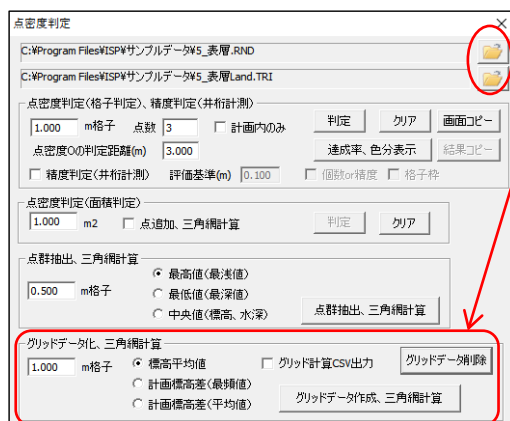 点密度判定
C:¥Program Files¥ISP¥サンプルデータ¥5_表層.RND
C:¥Program Files¥ISP¥サンプルデータ¥5_表層Land.TRI
点密度判定(格子判定)、精度判定(井桁計測)
1.000 m格子 点数 3 計画内のみ 判定 クリア 画面コピー
点密度0の判定距離(m) 3.000 達成率、色分表示 結果コピー
精度判定(井桁計測) 評価基準(m) 0.100 個数or精度 格子枠
点密度判定(面積判定)
1.000 m2 点追加、三角網計算 判定 クリア
点群抽出、三角網計算
最高値(最浅値)
0.500 m格子 最低値(最深値)
中央値(標高、水深) 点群抽出、三角網計算
グリッドデータ化、三角網計算
1.000 m格子 標高平均値 グリッド計算CSV出力 グリッドデータ削除
計画標高差(最頻値)
計画標高差(平均値) グリッドデータ作成、三角網計算